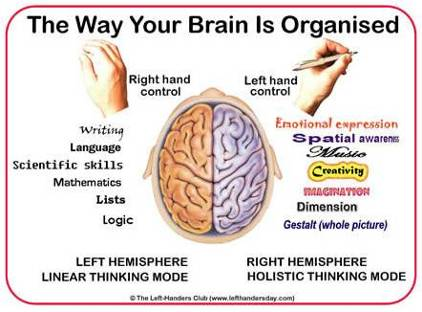 The Way Your Brain Is Organised
Right hand
control
Left hand
control
Writing
Language
Scientific skills
Mathematics
Lists
Logic
Emotional expression
Spatial awareness
Music
Creativity
IMAGINATION
Dimension
Gestalt (whole picture)
LEFT HEMISPHERE
LINEAR THINKING MODE
RIGHT HEMISPHERE
HOLISTIC THINKING MODE
© The Left-Handers Club (www.lefthandersday.com)